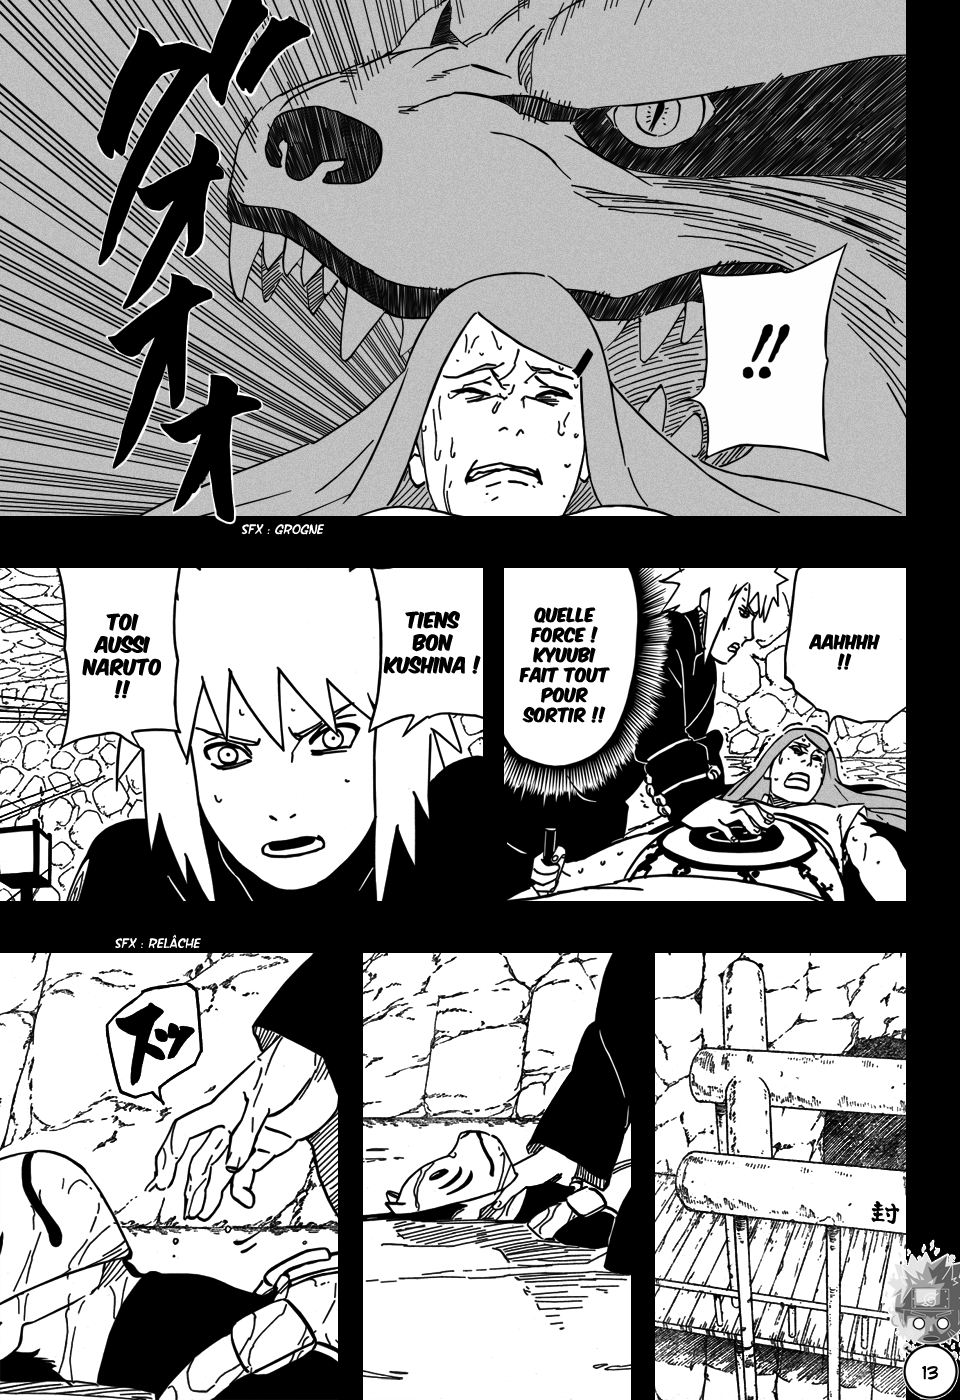 グオオオ
!!
SFX : GROGNE
AAHHHH
!!
QUELLE
FORCE !
KYUUBI
FAIT TOUT
POUR
SORTIR !!
TIENS
BON
KUSHINA !
TOI
AUSSI
NARUTO
!!
SFX : RELÂCHE
封
ズッ
13